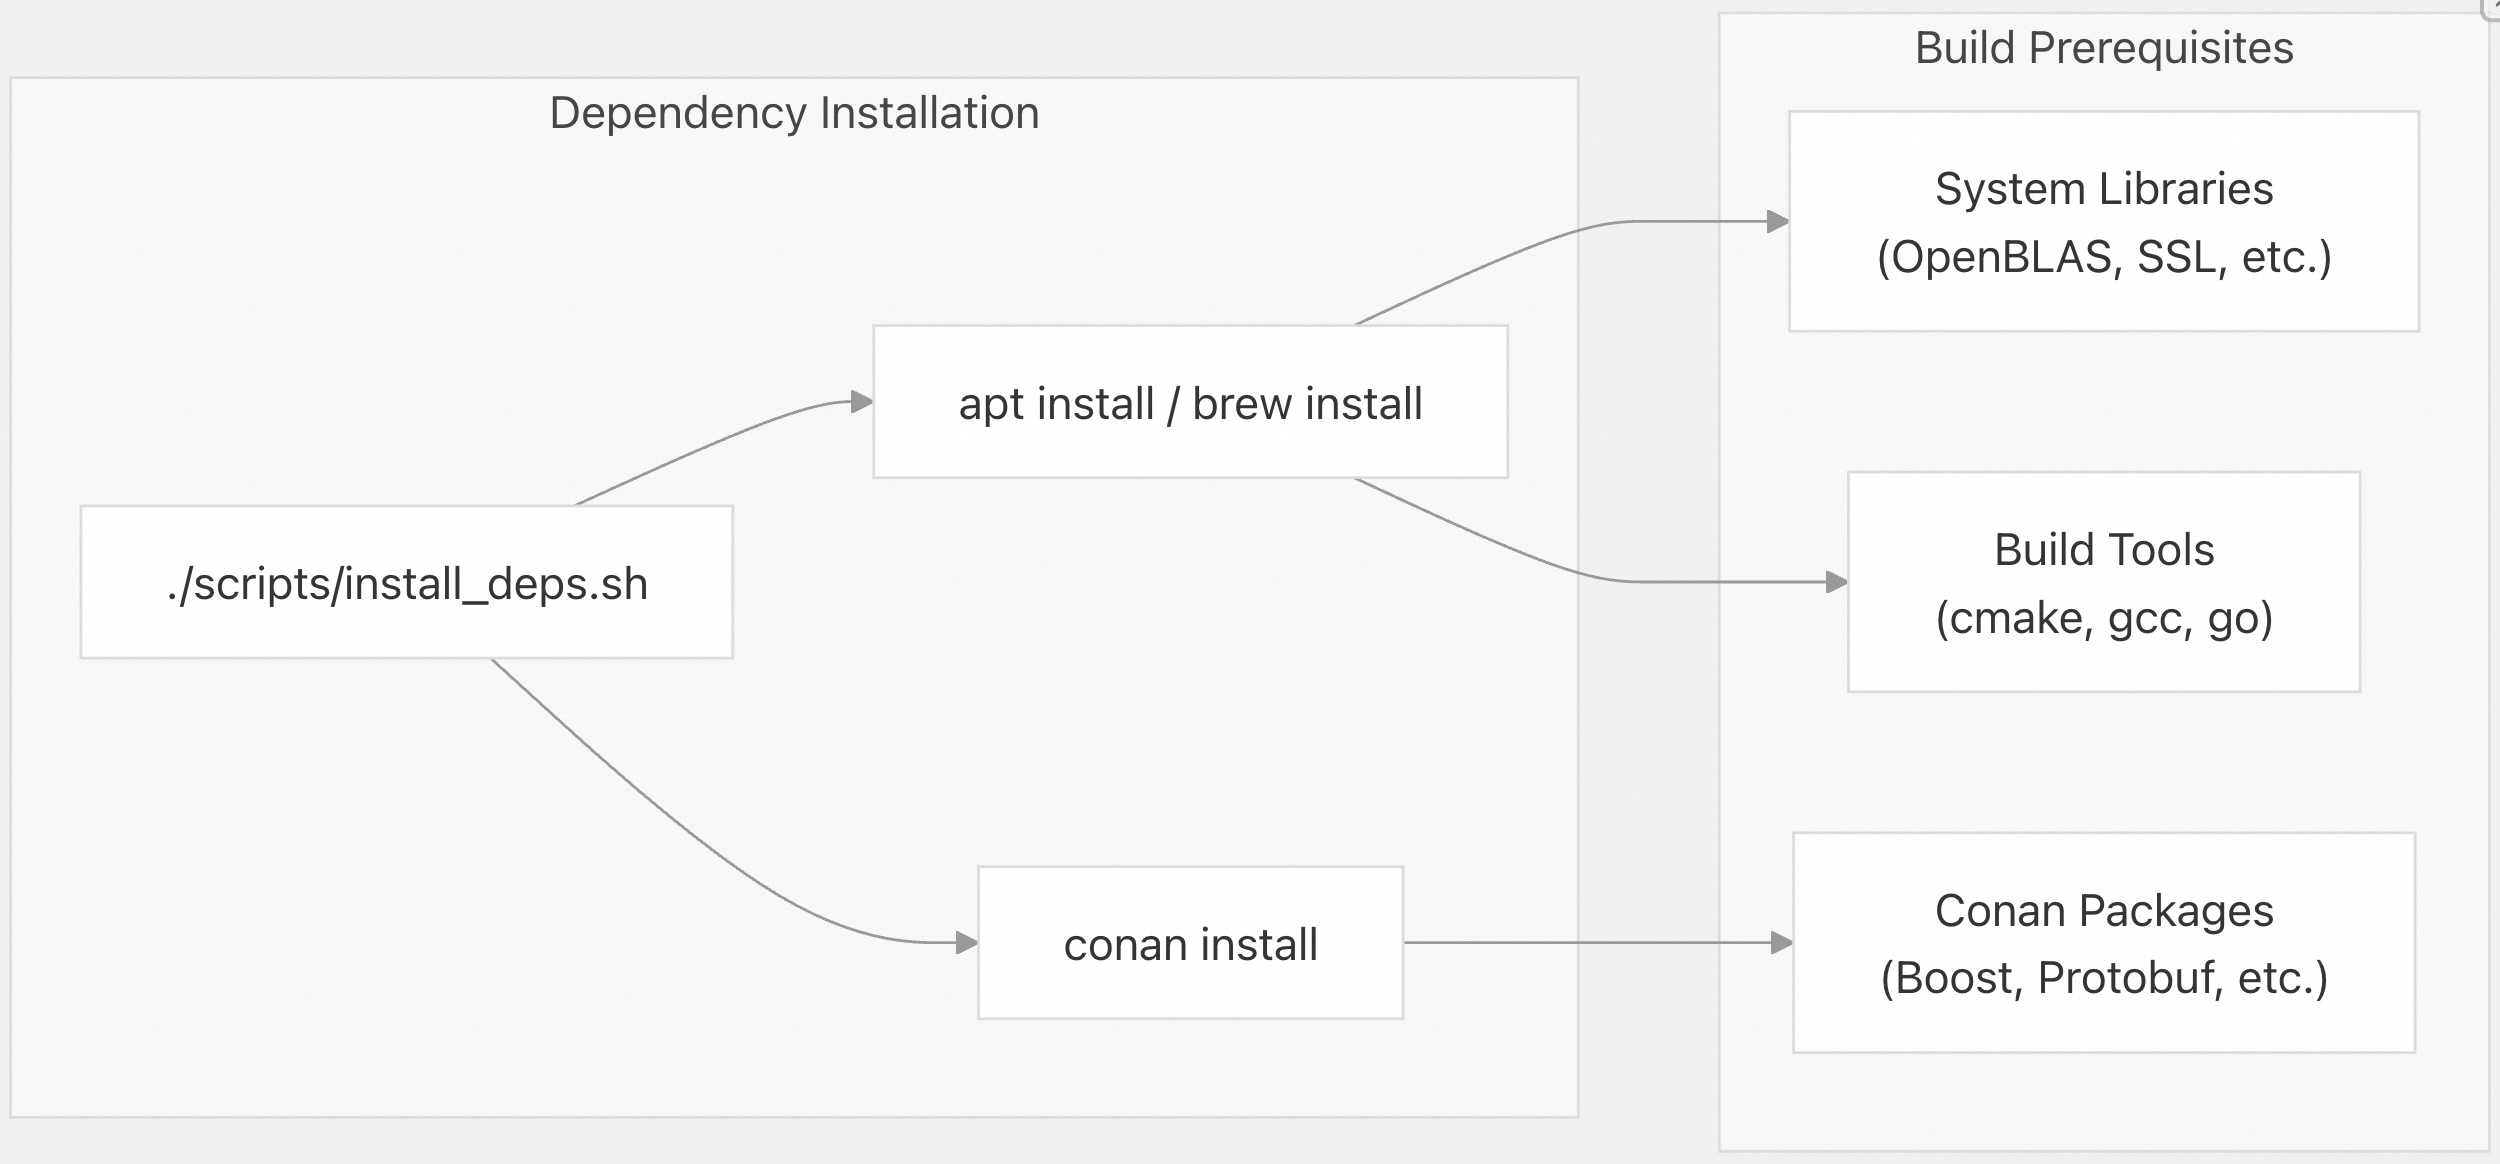 Dependency Installation
./scripts/install_deps.sh
apt install / brew install
conan install
Build Prerequisites
System Libraries
(OpenBLAS, SSL, etc.)
Build Tools
(cmake, gcc, go)
Conan Packages
(Boost, Protobuf, etc.)